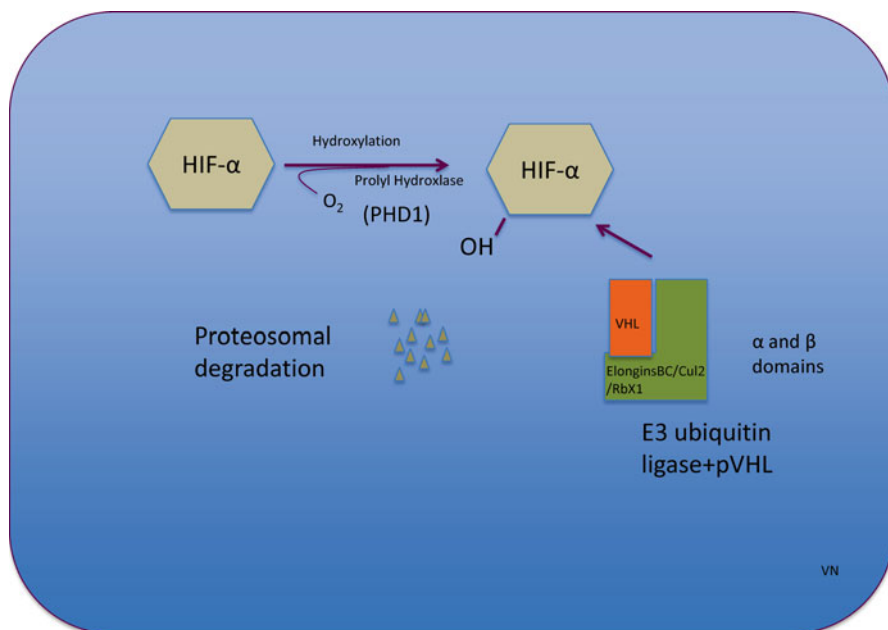 HIF-α
Hydroxylation
Prolyl Hydroxlase
O₂
(PHD1)
HIF-α
OH
Proteosomal
degradation
VHL
ElonginsBC/Cul2
/RbX1
α and β
domains
E3 ubiquitin
ligase+pVHL
VN